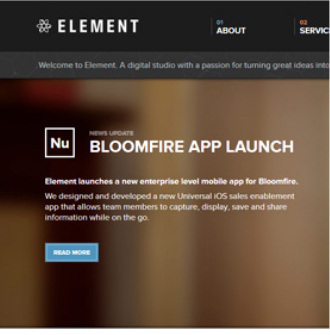 ELEMENT
01
ABOUT
02
SERVIC
Welcome to Element. A digital studio with a passion for turning great ideas into
Nu
NEWS UPDATE
BLOOMFIRE APP LAUNCH
Element launches a new enterprise level mobile app for Bloomfire.
We designed and developed a new Universal iOS sales enablement
app that allows team members to capture, display, save and share
information while on the go.
READ MORE